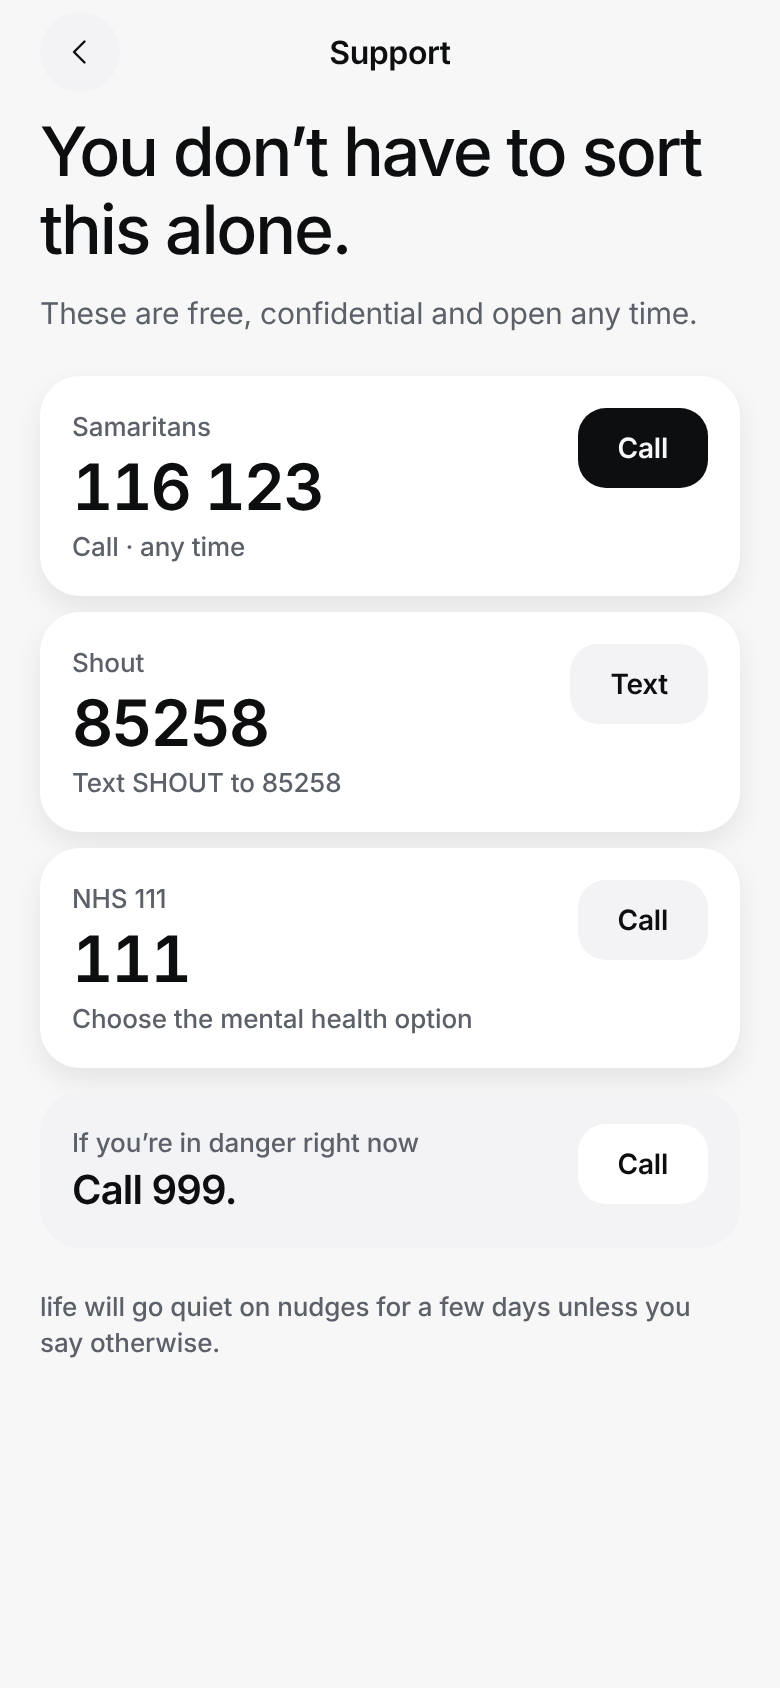 Support
You don’t have to sort
this alone.
These are free, confidential and open any time.
Samaritans
116 123
Call · any time
Call
Shout
85258
Text SHOUT to 85258
Text
NHS 111
111
Choose the mental health option
Call
If you’re in danger right now
Call 999.
Call
life will go quiet on nudges for a few days unless you
say otherwise.